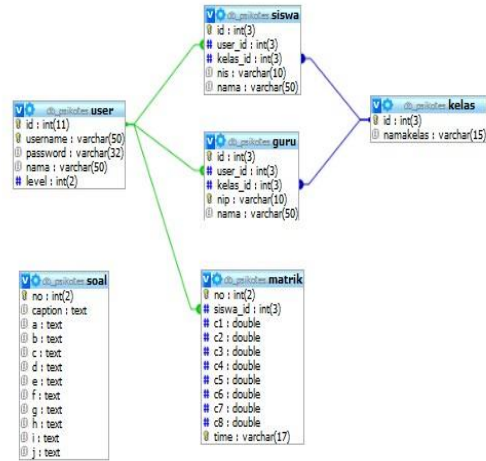 db_psikotes siswa
id : int(3)
user_id : int(3)
kelas_id : int(3)
nis : varchar(10)
nama : varchar(50)
db_psikotes user
id : int(11)
username : varchar(50)
password : varchar(32)
nama : varchar(50)
level : int(2)
db_psikotes guru
id : int(3)
user_id : int(3)
kelas_id : int(3)
nip : varchar(10)
nama : varchar(50)
db_psikotes kelas
id : int(3)
namakelas : varchar(15)
db_psikotes soal
no : int(2)
caption : text
a : text
b : text
c : text
d : text
e : text
f : text
g : text
h : text
i : text
j : text
db_psikotes matrik
no : int(2)
siswa_id : int(3)
c1 : double
c2 : double
c3 : double
c4 : double
c5 : double
c6 : double
c7 : double
c8 : double
time : varchar(17)